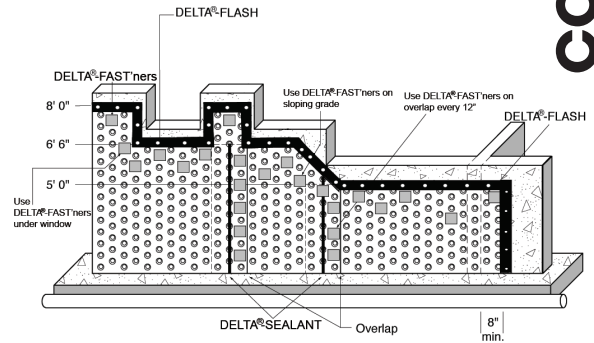 DELTA®-FLASH
DELTA®-FAST'ners
Use DELTA®-FAST'ners on
sloping grade
Use DELTA®-FAST'ners on
overlap every 12"
DELTA®-FLASH
8' 0"
6' 6"
5' 0"
Use
DELTA®-FAST'ners
under window
DELTA®-SEALANT
Overlap
8"
min.